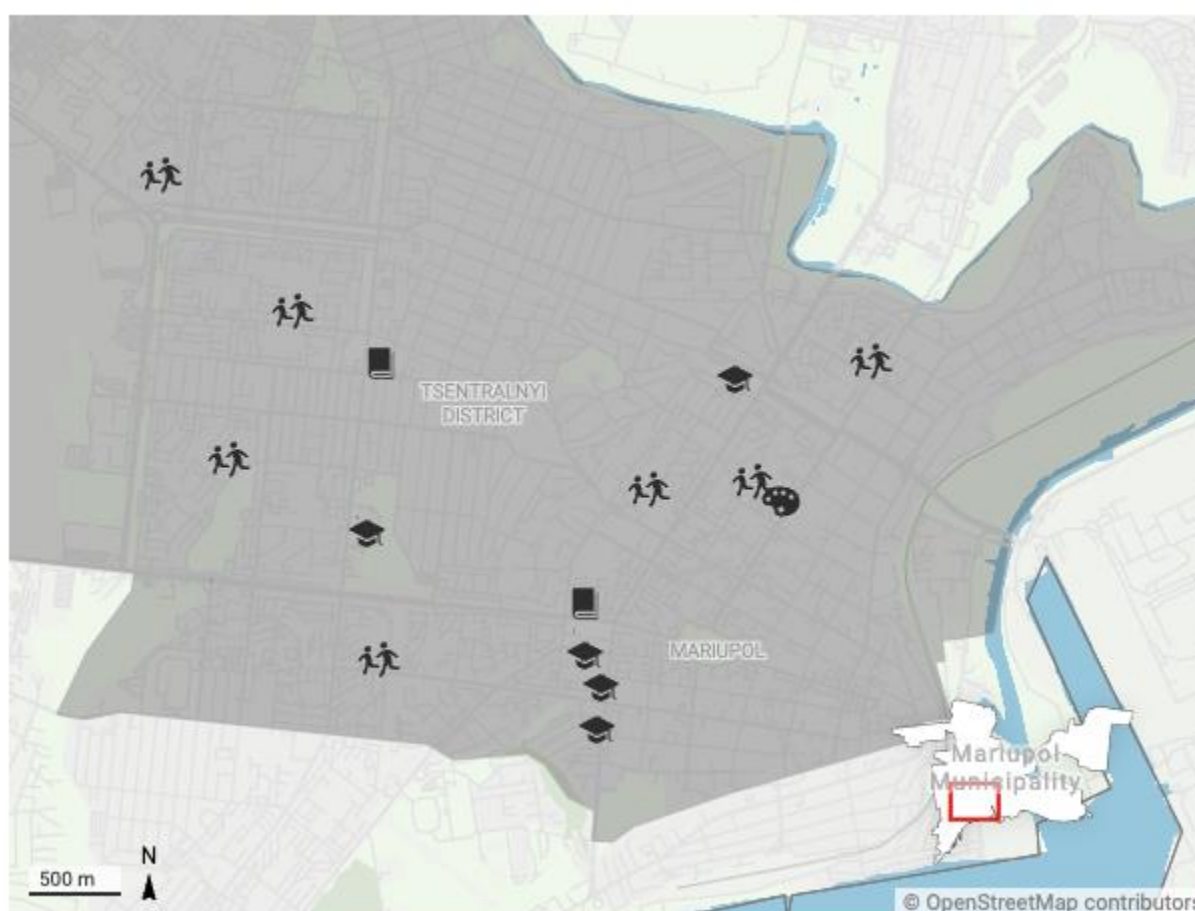 TSENTRALNYI
DISTRICT
MARIUPOL
Mariupol
Municipality
500 m
N
© OpenStreetMap contributors